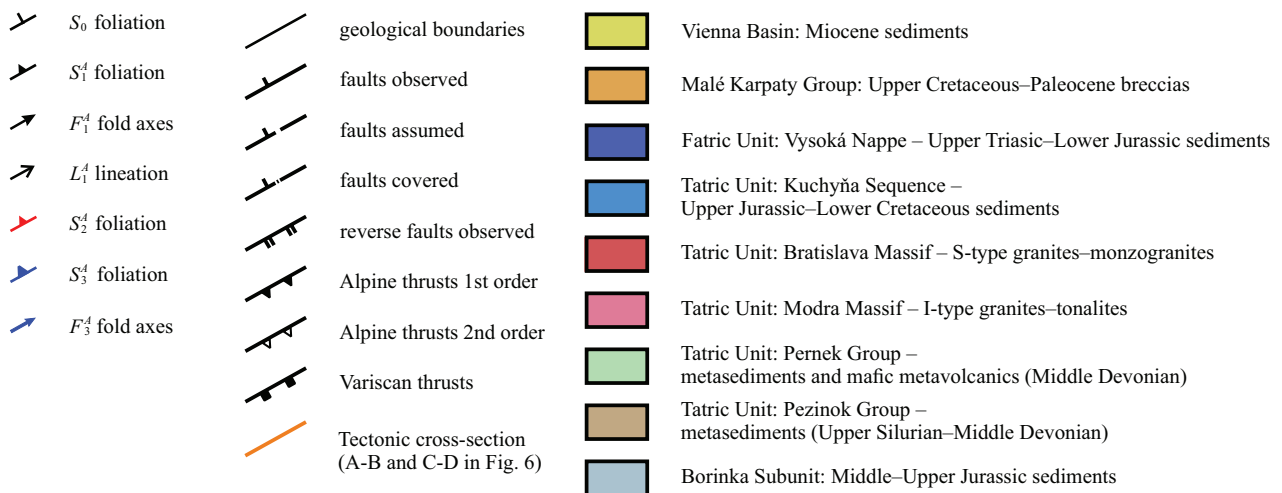 S₀ foliation
S₁ᴬ foliation
F₁ᴬ fold axes
L₁ᴬ lineation
S₂ᴬ foliation
S₃ᴬ foliation
F₃ᴬ fold axes
geological boundaries
faults observed
faults assumed
faults covered
reverse faults observed
Alpine thrusts 1st order
Alpine thrusts 2nd order
Variscan thrusts
Tectonic cross-section
(A-B and C-D in Fig. 6)
Vienna Basin: Miocene sediments
Malé Karpaty Group: Upper Cretaceous–Paleocene breccias
Fatric Unit: Vysoká Nappe – Upper Triasic–Lower Jurassic sediments
Tatric Unit: Kuchyňa Sequence –
Upper Jurassic–Lower Cretaceous sediments
Tatric Unit: Bratislava Massif – S-type granites–monzogranites
Tatric Unit: Modra Massif – I-type granites–tonalites
Tatric Unit: Pernek Group –
metasediments and mafic metavolcanics (Middle Devonian)
Tatric Unit: Pezinok Group –
metasediments (Upper Silurian–Middle Devonian)
Borinka Subunit: Middle–Upper Jurassic sediments